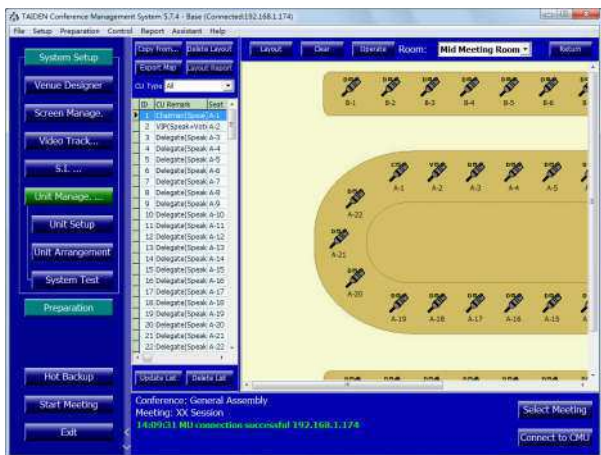 TAIDEN Conference Management System 5.7.4 - Base (Connected:192.168.1.174)
File Setup Preparation Control Report Assistant Help
System Setup
Venue Designer
Screen Manage.
Video Track...
S.I. ...
Unit Manage. ...
Unit Setup
Unit Arrangement
System Test
Preparation
Hot Backup
Start Meeting
Exit
Copy From... Delete Layout
Export Map Layout Report
CU Type All
ID CU Remark Seat
1 Chairman(Speak A-1
2 VIP(Speak+Vote A-2
3 Delegate(Speak A-3
4 Delegate(Speak A-4
5 Delegate(Speak A-5
6 Delegate(Speak A-6
7 Delegate(Speak A-7
8 Delegate(Speak A-8
9 Delegate(Speak A-9
10 Delegate(Speak A-10
11 Delegate(Speak A-11
12 Delegate(Speak A-12
13 Delegate(Speak A-13
14 Delegate(Speak A-14
15 Delegate(Speak A-15
16 Delegate(Speak A-16
17 Delegate(Speak A-17
18 Delegate(Speak A-18
19 Delegate(Speak A-19
20 Delegate(Speak A-20
21 Delegate(Speak A-21
22 Delegate(Speak A-22
Update List Delete List
Layout Clear Operate Room: Mid Meeting Room Return
B-1 B-2 B-3 B-4 B-5 B-6
A-1 A-2 A-3 A-4 A-5
A-22
A-21
A-20
A-19 A-18 A-17 A-16 A-15
Conference: General Assembly
Meeting: XX Session
14:09:31 MU connection successful 192.168.1.174
Select Meeting
Connect to CMU